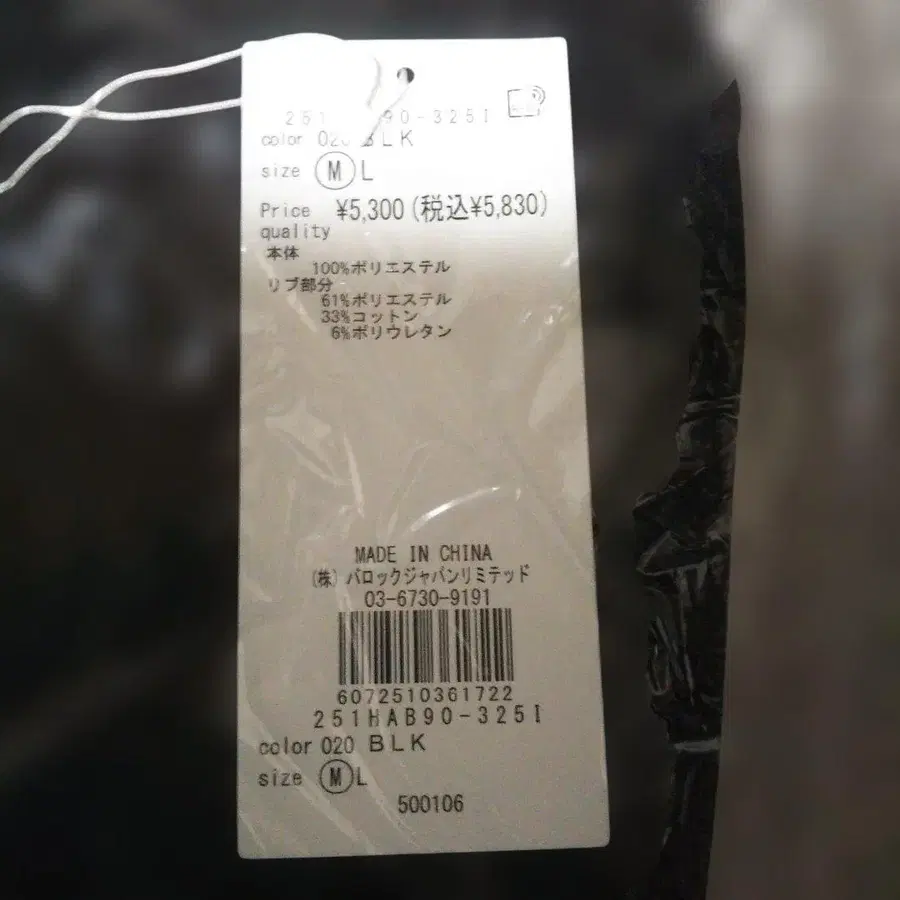 251 90-325I
color 020 BLK
size M L
Price ¥5,300(税込¥5,830)
quality
本体
100%ポリエステル
リブ部分
61%ポリエステル
33%コットン
6%ポリウレタン
MADE IN CHINA
(株)バロックジャパンリミテッド
03-6730-9191
6072510361722
251HAB90-325I
color 020 BLK
size M L
500106